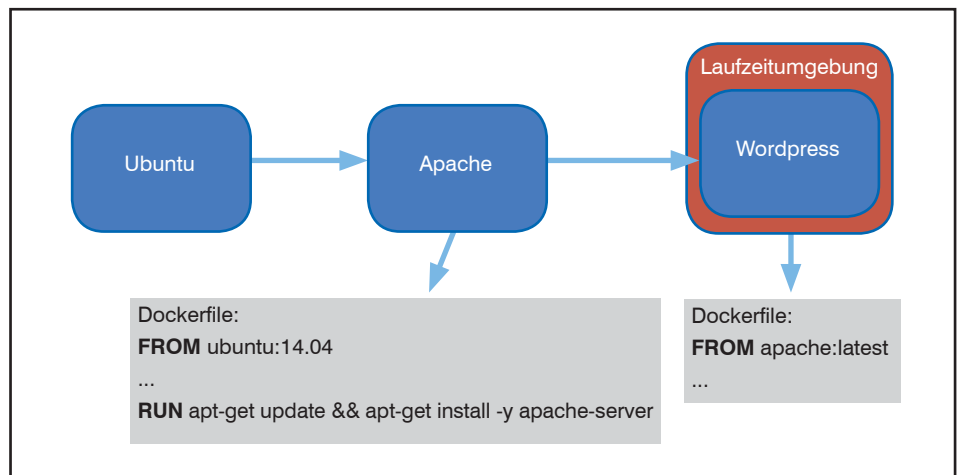 Laufzeitumgebung
Ubuntu
Apache
Wordpress
Dockerfile:
FROM ubuntu:14.04
...
RUN apt-get update && apt-get install -y apache-server
Dockerfile:
FROM apache:latest
...